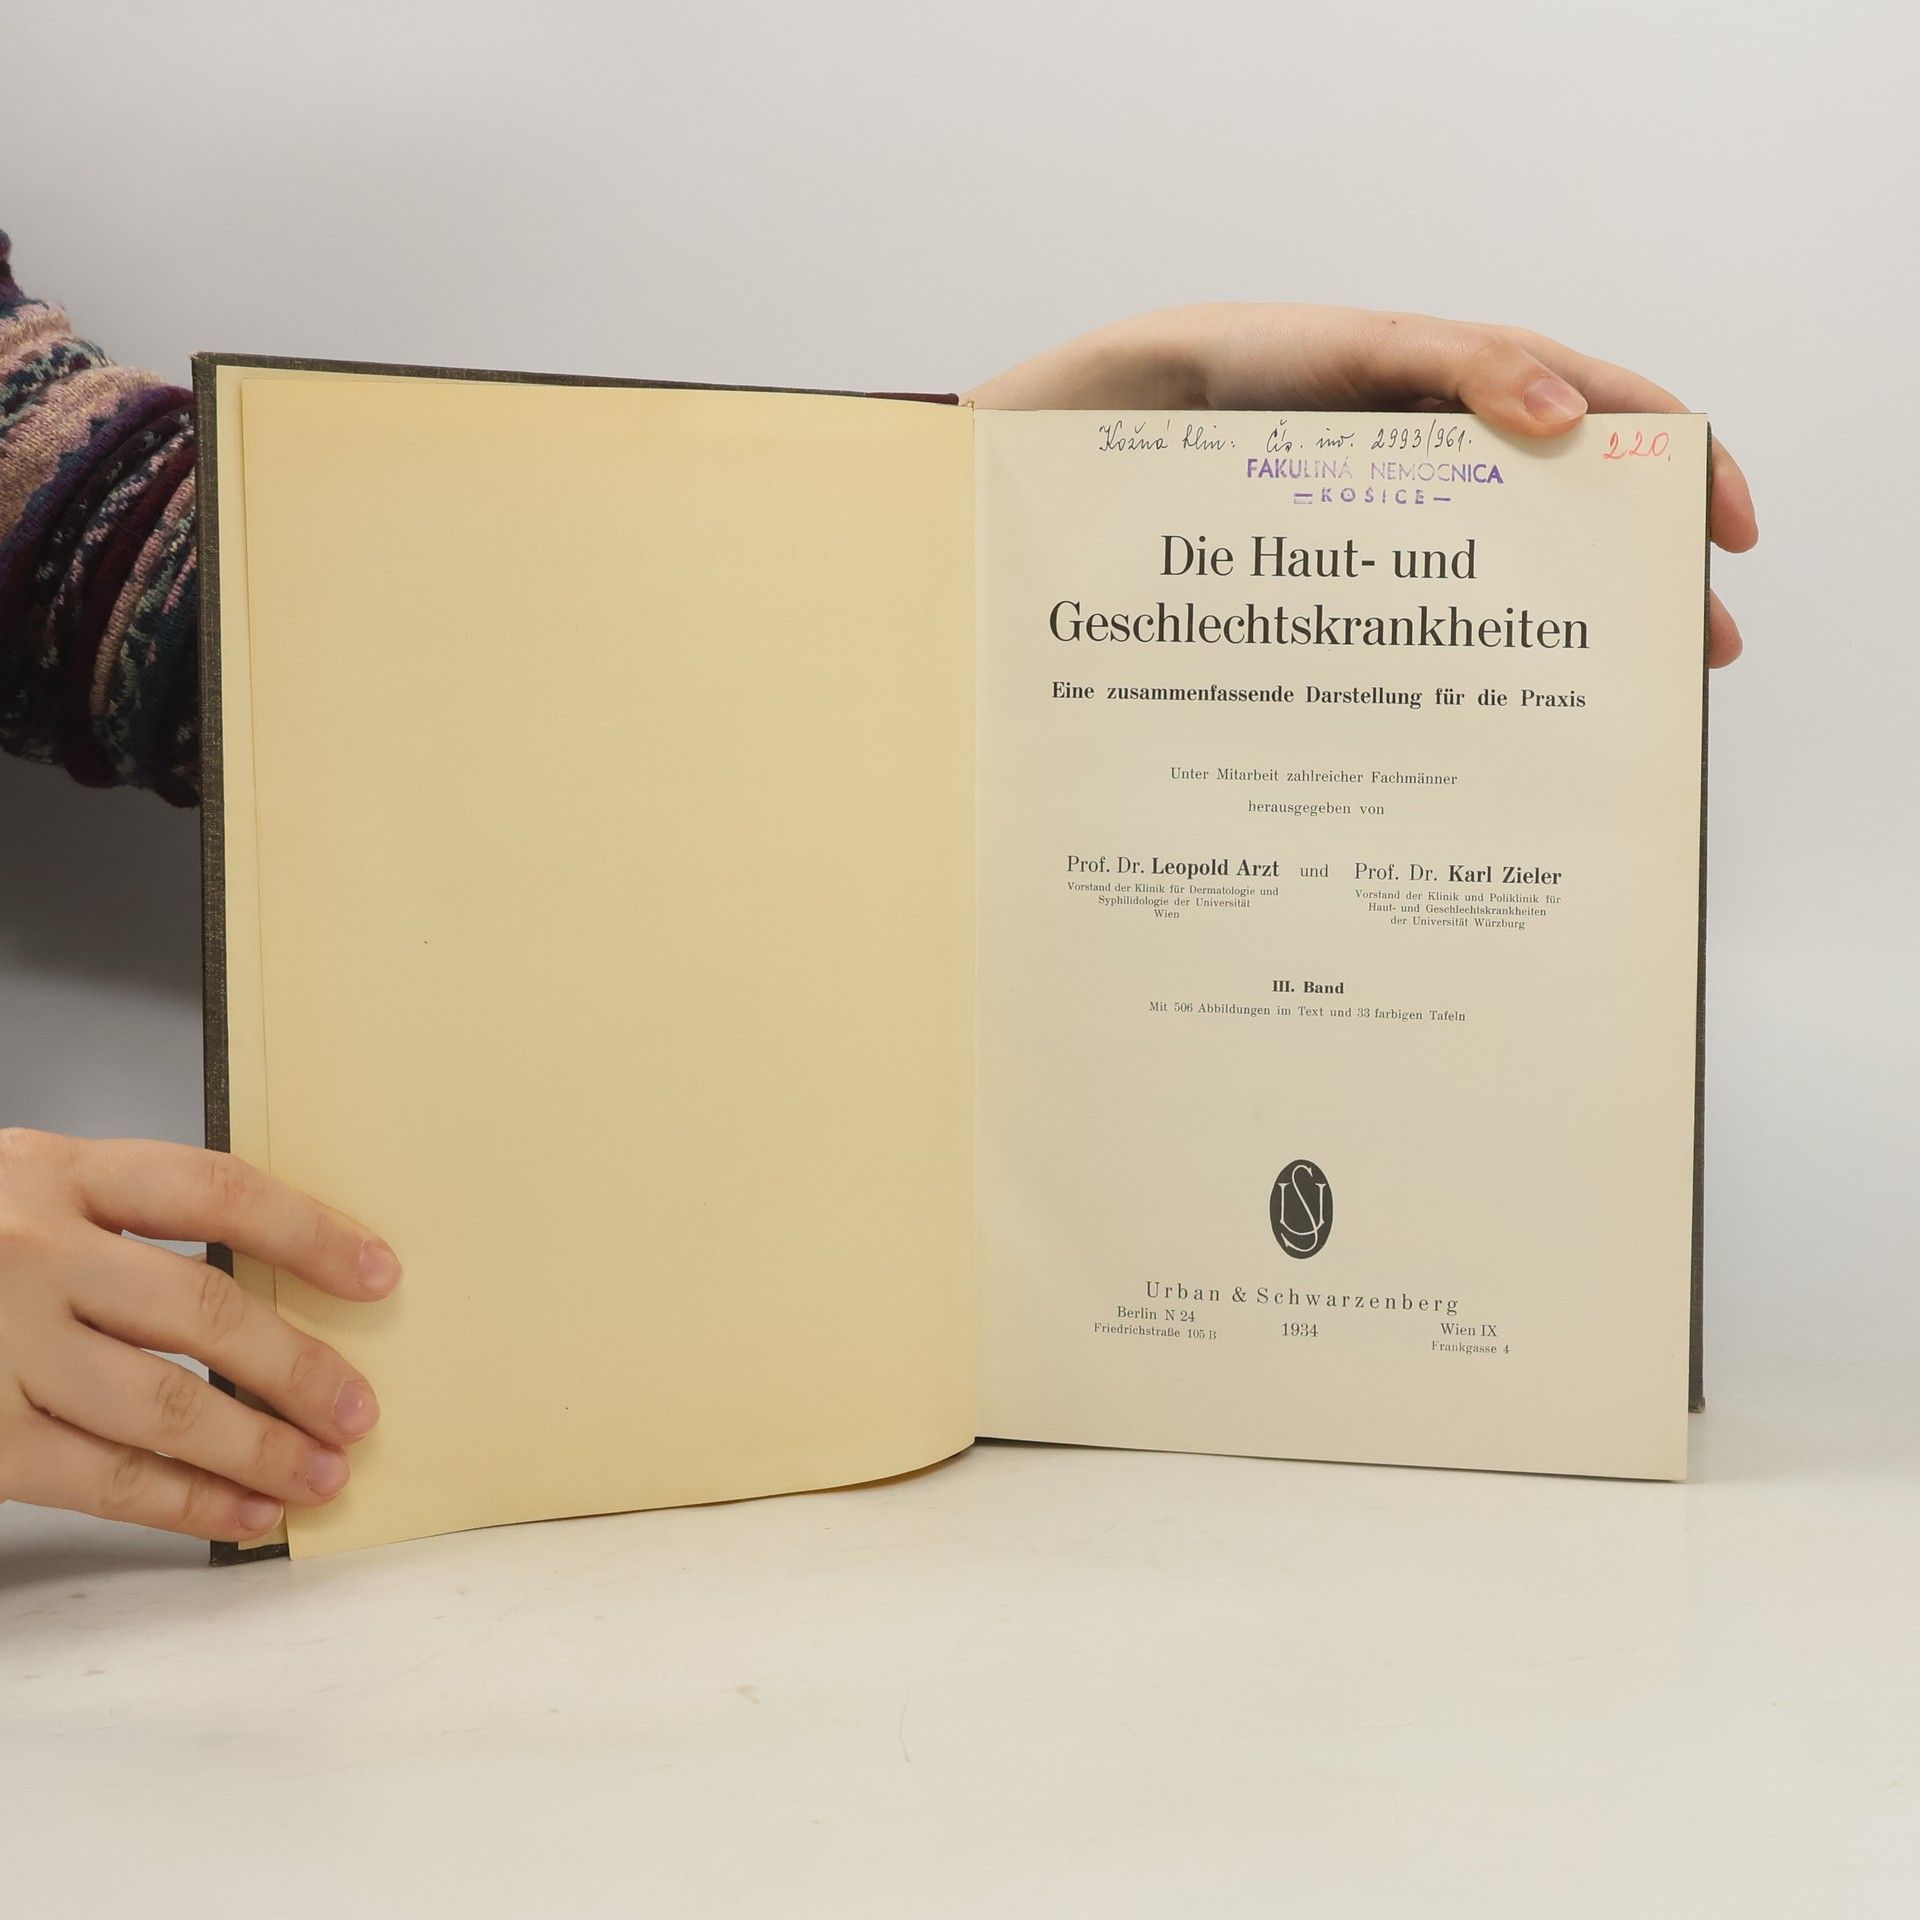 Kožná klin: Čís. inv. 2993/961.
220.
FAKULTNÁ NEMOCNICA
— KOŠICE —
Die Haut- und
Geschlechtskrankheiten
Eine zusammenfassende Darstellung für die Praxis
Unter Mitarbeit zahlreicher Fachmänner
herausgegeben von
Prof. Dr. Leopold Arzt und Prof. Dr. Karl Zieler
Vorstand der Klinik für Dermatologie und
Syphilidologie der Universität
Wien
Vorstand der Klinik und Poliklinik für
Haut- und Geschlechtskrankheiten
der Universität Würzburg
III. Band
Mit 506 Abbildungen im Text und 33 farbigen Tafeln
US
Urban & Schwarzenberg
Berlin N 24
Friedrichstraße 105 B
1934
Wien IX
Frankgasse 4